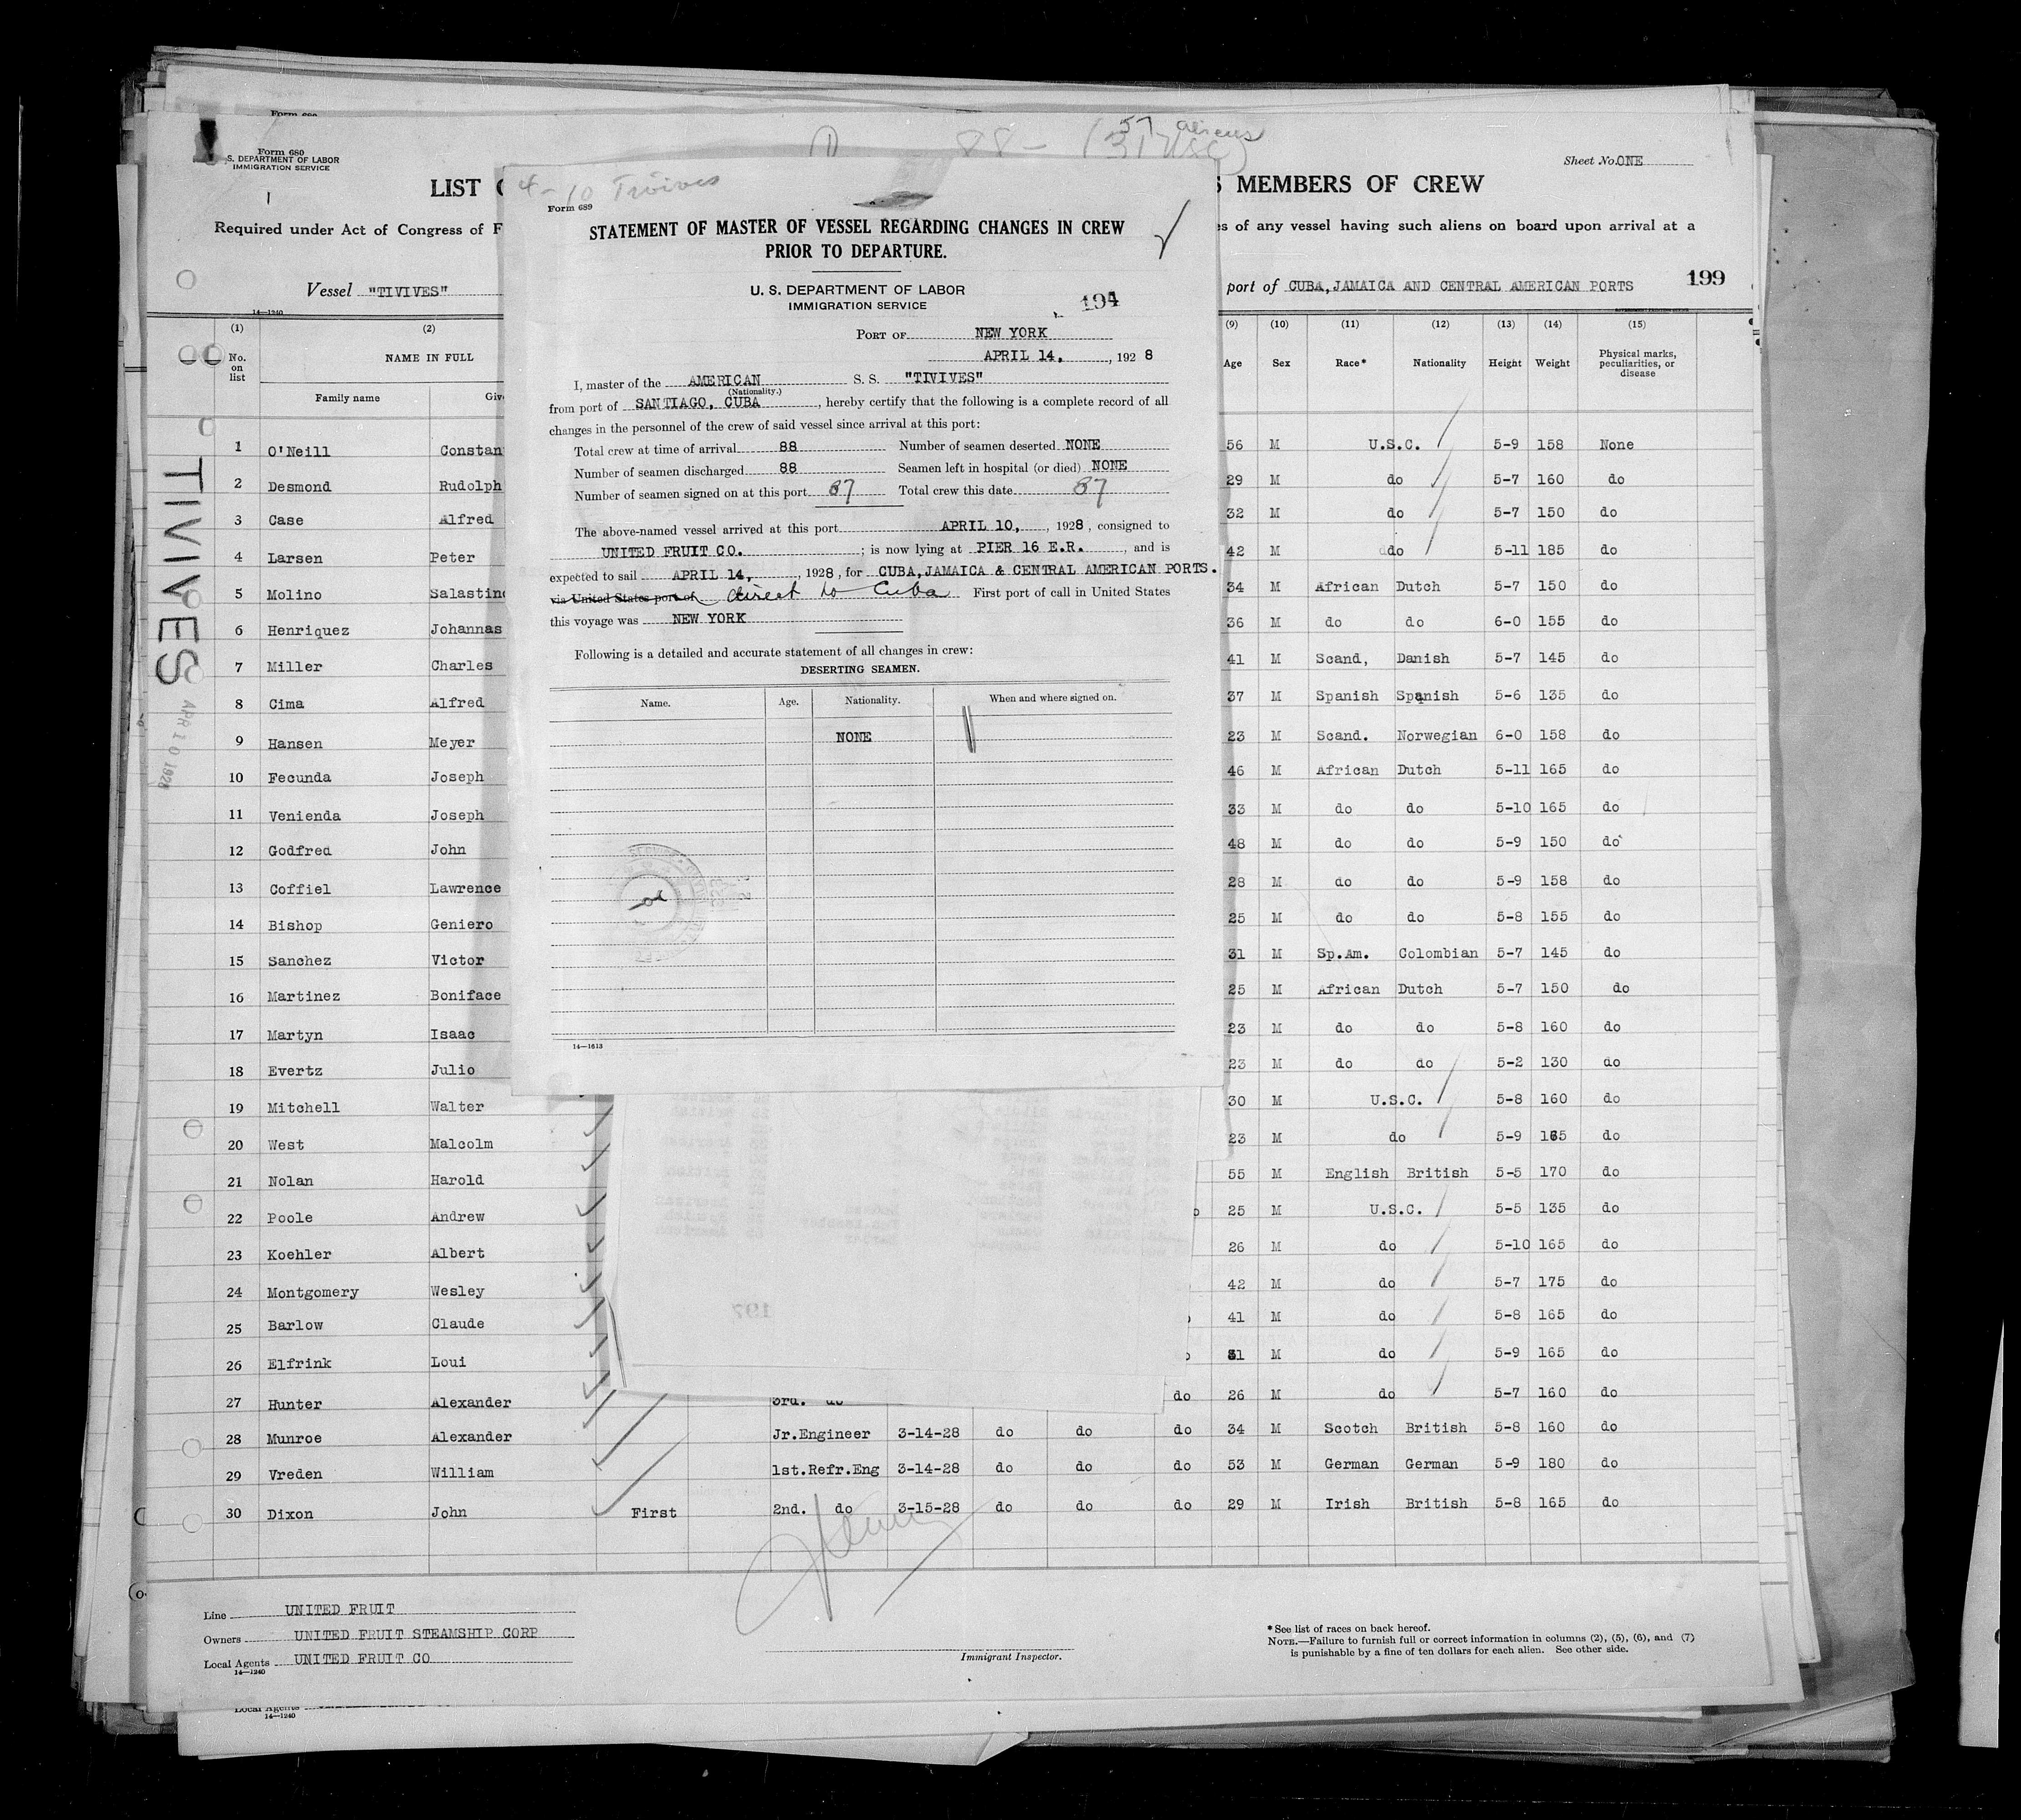 Form 680
S. DEPARTMENT OF LABOR
IMMIGRATION SERVICE
57 aliens
88 - (31 USC)
Sheet No. ONE
LIST
S MEMBERS OF CREW
Required under Act of Congress of F
es of any vessel having such aliens on board upon arrival at a
Vessel "TIVIVES"
port of CUBA,JAMAICA AND CENTRAL AMERICAN PORTS
199
14—1240
4-10 Tivives
Form 689
STATEMENT OF MASTER OF VESSEL REGARDING CHANGES IN CREW
PRIOR TO DEPARTURE.
U. S. DEPARTMENT OF LABOR
IMMIGRATION SERVICE
194
PORT OF NEW YORK
APRIL 14, , 1928
I, master of the AMERICAN S. S. "TIVIVES"
(Nationality.)
from port of SANTIAGO, CUBA , hereby certify that the following is a complete record of all
changes in the personnel of the crew of said vessel since arrival at this port:
Total crew at time of arrival 88 Number of seamen deserted NONE
Number of seamen discharged 88 Seamen left in hospital (or died) NONE
Number of seamen signed on at this port 87 Total crew this date 87
The above-named vessel arrived at this port APRIL 10, , 1928, consigned to
UNITED FRUIT CO. ; is now lying at PIER 16 E.R. , and is
expected to sail APRIL 14, , 1928, for CUBA,JAMAICA & CENTRAL AMERICAN PORTS.
via United States port of direct to Cuba First port of call in United States
this voyage was NEW YORK
Following is a detailed and accurate statement of all changes in crew:
DESERTING SEAMEN.
Name. Age. Nationality. When and where signed on.
NONE
14—1613
(1) (2) (9) (10) (11) (12) (13) (14) (15)
No. on list NAME IN FULL Age Sex Race* Nationality Height Weight Physical marks, peculiarities, or disease
Family name Giv
TIVIVES
APR 10 1928
1 O'Neill Constan 56 M U.S.C. 5-9 158 None
2 Desmond Rudolph 29 M do 5-7 160 do
3 Case Alfred 32 M do 5-7 150 do
4 Larsen Peter 42 M do 5-11 185 do
5 Molino Salastino 34 M African Dutch 5-7 150 do
6 Henriquez Johannas 36 M do do 6-0 155 do
7 Miller Charles 41 M Scand, Danish 5-7 145 do
8 Cima Alfred 37 M Spanish Spanish 5-6 135 do
9 Hansen Meyer 23 M Scand. Norwegian 6-0 158 do
10 Fecunda Joseph 46 M African Dutch 5-11 165 do
11 Venienda Joseph 33 M do do 5-10 165 do
12 Godfred John 48 M do do 5-9 150 do
13 Coffiel Lawrence 28 M do do 5-9 158 do
14 Bishop Geniero 25 M do do 5-8 155 do
15 Sanchez Victor 31 M Sp.Am. Colombian 5-7 145 do
16 Martinez Boniface 25 M African Dutch 5-7 150 do
17 Martyn Isaac 23 M do do 5-8 160 do
18 Evertz Julio 23 M do do 5-2 130 do
19 Mitchell Walter 30 M U.S.C. 5-8 160 do
20 West Malcolm 23 M do 5-9 165 do
21 Nolan Harold 55 M English British 5-5 170 do
22 Poole Andrew 25 M U.S.C. 5-5 135 do
23 Koehler Albert 26 M do 5-10 165 do
24 Montgomery Wesley 42 M do 5-7 175 do
25 Barlow Claude 41 M do 5-8 165 do
26 Elfrink Loui 31 M do 5-9 165 do
27 Hunter Alexander 3rd. do do 26 M do 5-7 160 do
28 Munroe Alexander Jr.Engineer 3-14-28 do do do 34 M Scotch British 5-8 160 do
29 Vreden William 1st.Refr.Eng 3-14-28 do do do 53 M German German 5-9 180 do
30 Dixon John First 2nd. do 3-15-28 do do do 29 M Irish British 5-8 165 do
197
Line UNITED FRUIT
Owners UNITED FRUIT STEAMSHIP CORP
Local Agents UNITED FRUIT CO
14—1240
Immigrant Inspector.
* See list of races on back hereof.
NOTE.—Failure to furnish full or correct information in columns (2), (5), (6), and (7)
is punishable by a fine of ten dollars for each alien. See other side.
Local Agents
14—1240